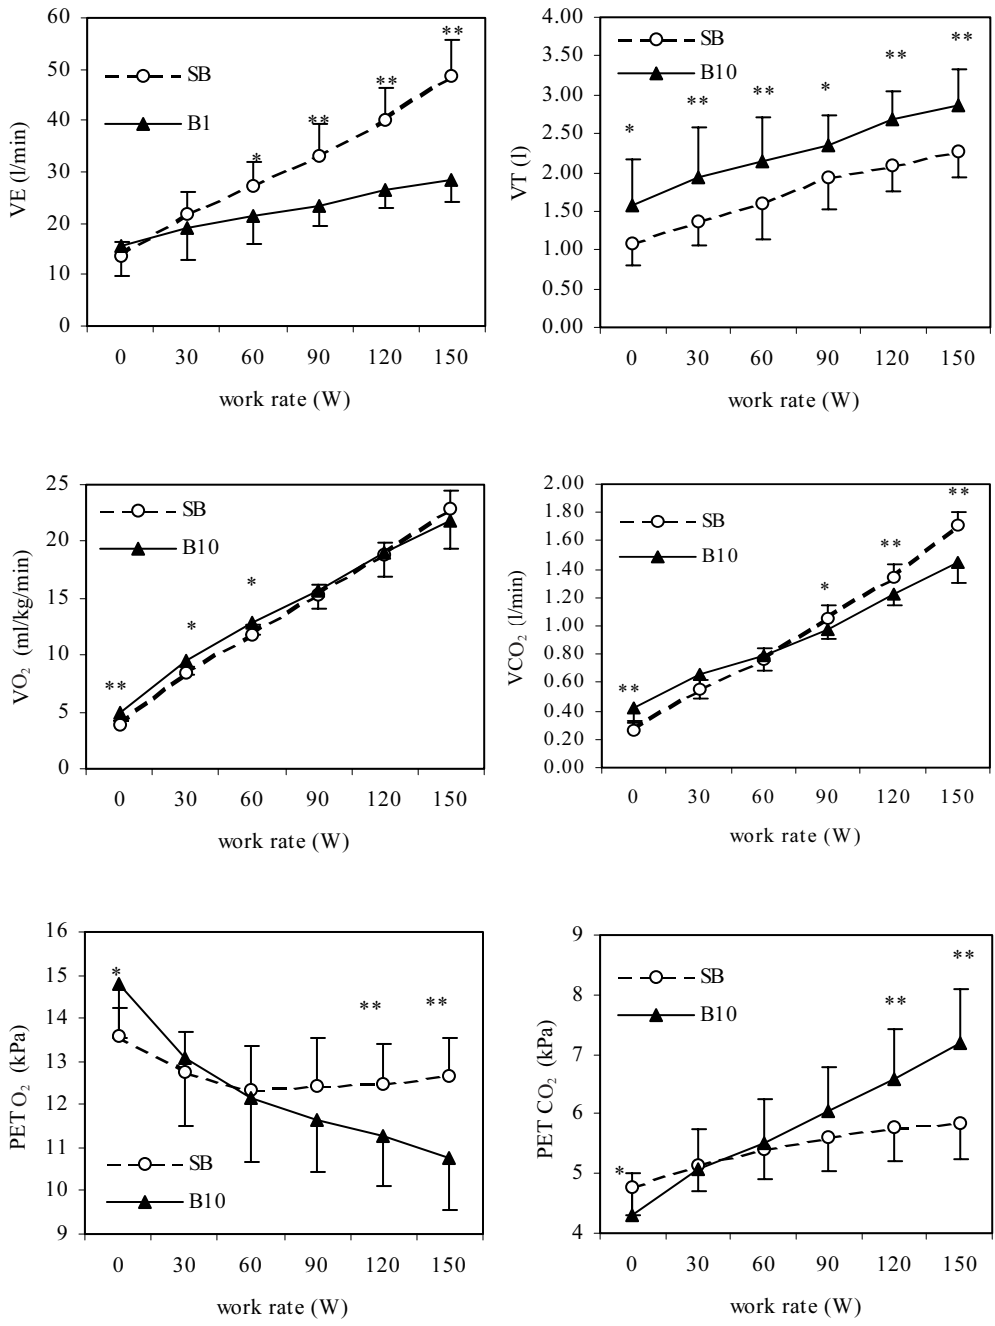 60
50
40
30
20
10
0
VE (l/min)
SB
B1
*
**
**
**
0 30 60 90 120 150
work rate (W)
4.00
3.50
3.00
2.50
2.00
1.50
1.00
0.00
VT (l)
SB
B10
*
**
**
*
**
**
0 30 60 90 120 150
work rate (W)
25
20
15
10
5
0
VO2 (ml/kg/min)
SB
B10
**
*
*
0 30 60 90 120 150
work rate (W)
2.00
1.80
1.60
1.40
1.20
1.00
0.80
0.60
0.40
0.20
0.00
VCO2 (l/min)
SB
B10
**
*
**
**
0 30 60 90 120 150
work rate (W)
16
15
14
13
12
11
10
9
PET O2 (kPa)
SB
B10
*
**
**
0 30 60 90 120 150
work rate (W)
9
8
7
6
5
4
PET CO2 (kPa)
SB
B10
*
**
**
0 30 60 90 120 150
work rate (W)